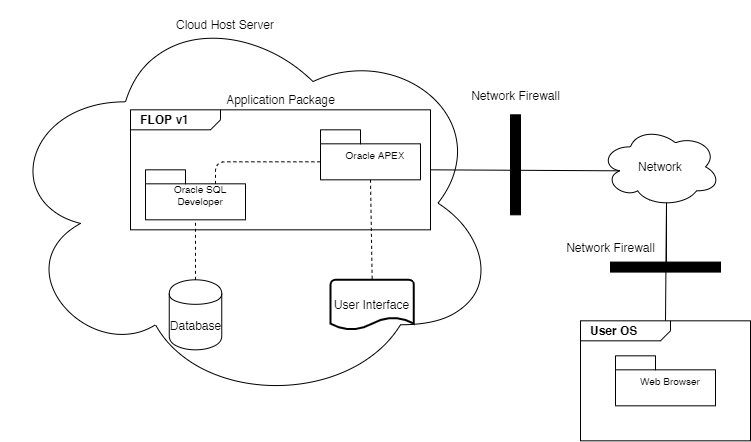 Cloud Host Server
Application Package
Network Firewall
FLOP v1
Oracle APEX
Network
Oracle SQL
Developer
Network Firewall
User Interface
Database
User OS
Web Browser